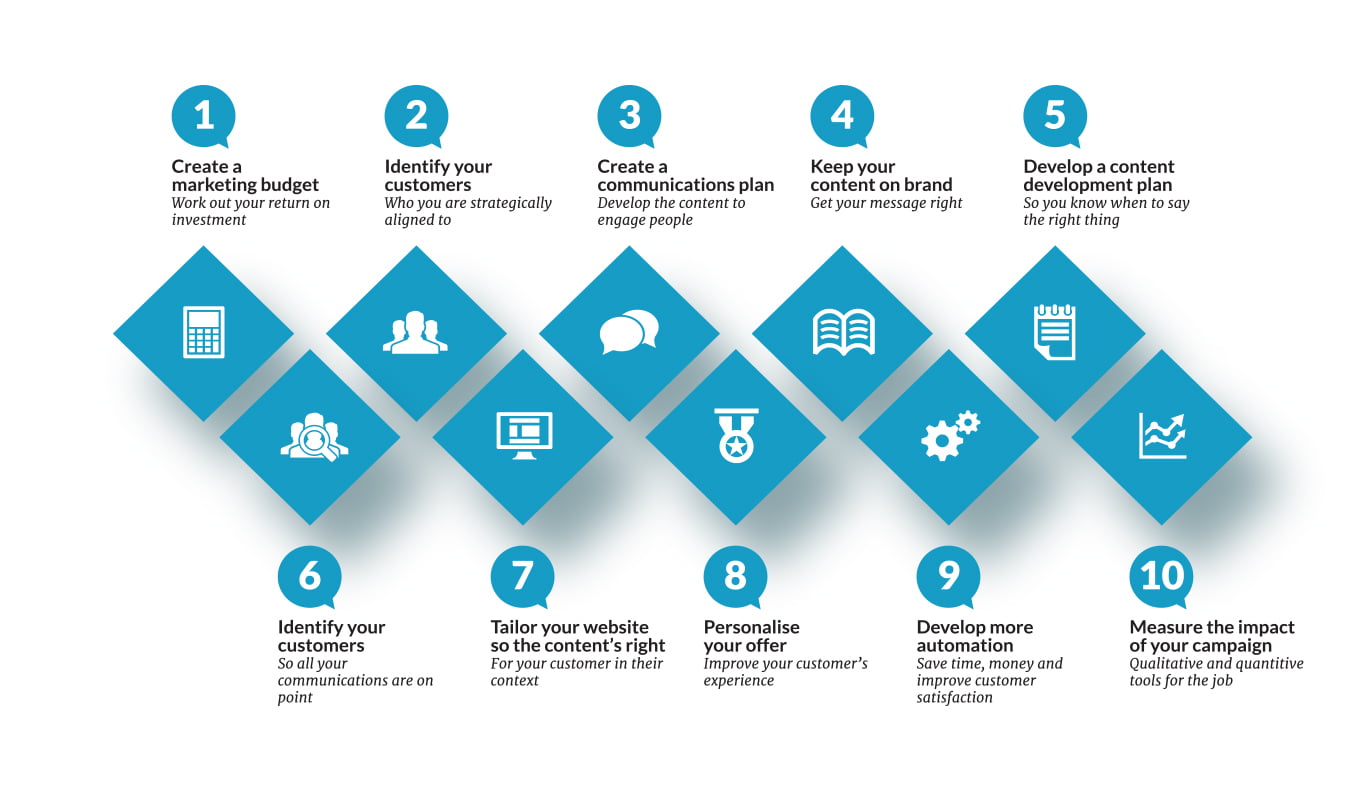 1
Create a
marketing budget
Work out your return on
investment
2
Identify your
customers
Who you are strategically
aligned to
3
Create a
communications plan
Develop the content to
engage people
4
Keep your
content on brand
Get your message right
5
Develop a content
development plan
So you know when to say
the right thing
6
Identify your
customers
So all your
communications are on
point
7
Tailor your website
so the content’s right
For your customer in their
context
8
Personalise
your offer
Improve your customer’s
experience
9
Develop more
automation
Save time, money and
improve customer
satisfaction
10
Measure the impact
of your campaign
Qualitative and quantitive
tools for the job